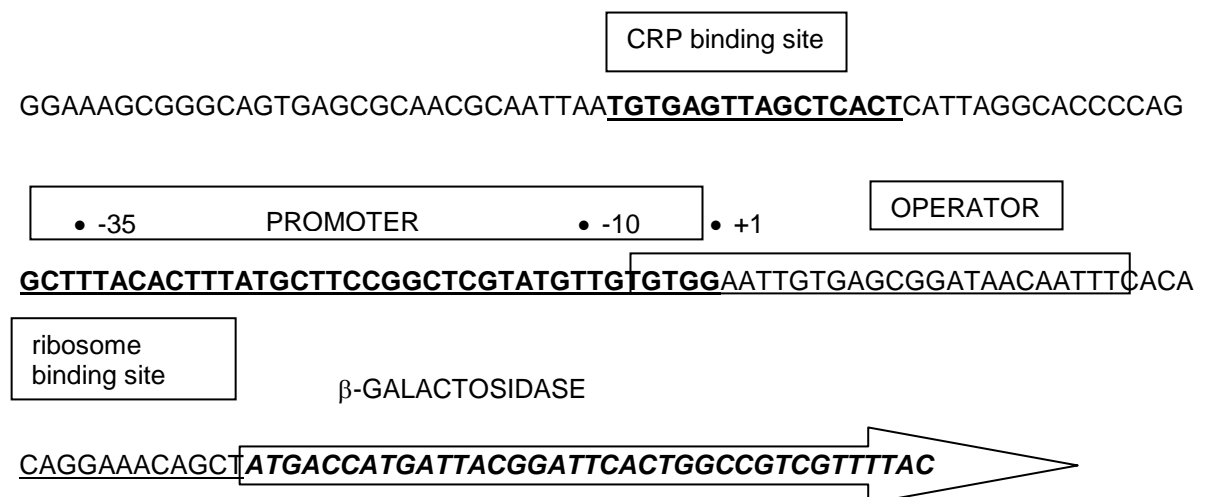 CRP binding site
GGAAAGCGGGCAGTGAGCGCAACGCAATTAATGTGAGTTAGCTCACTCATTAGGCACCCCAG
• -35 PROMOTER • -10 • +1 OPERATOR
GCTTTACACTTTATGCTTCCGGCTCGTATGTTGTGTGGAATTGTGAGCGGATAACAATTTCACA
ribosome
binding site
β-GALACTOSIDASE
CAGGAAACAGCTATGACCATGATTACGGATTCACTGGCCGTCGTTTTAC